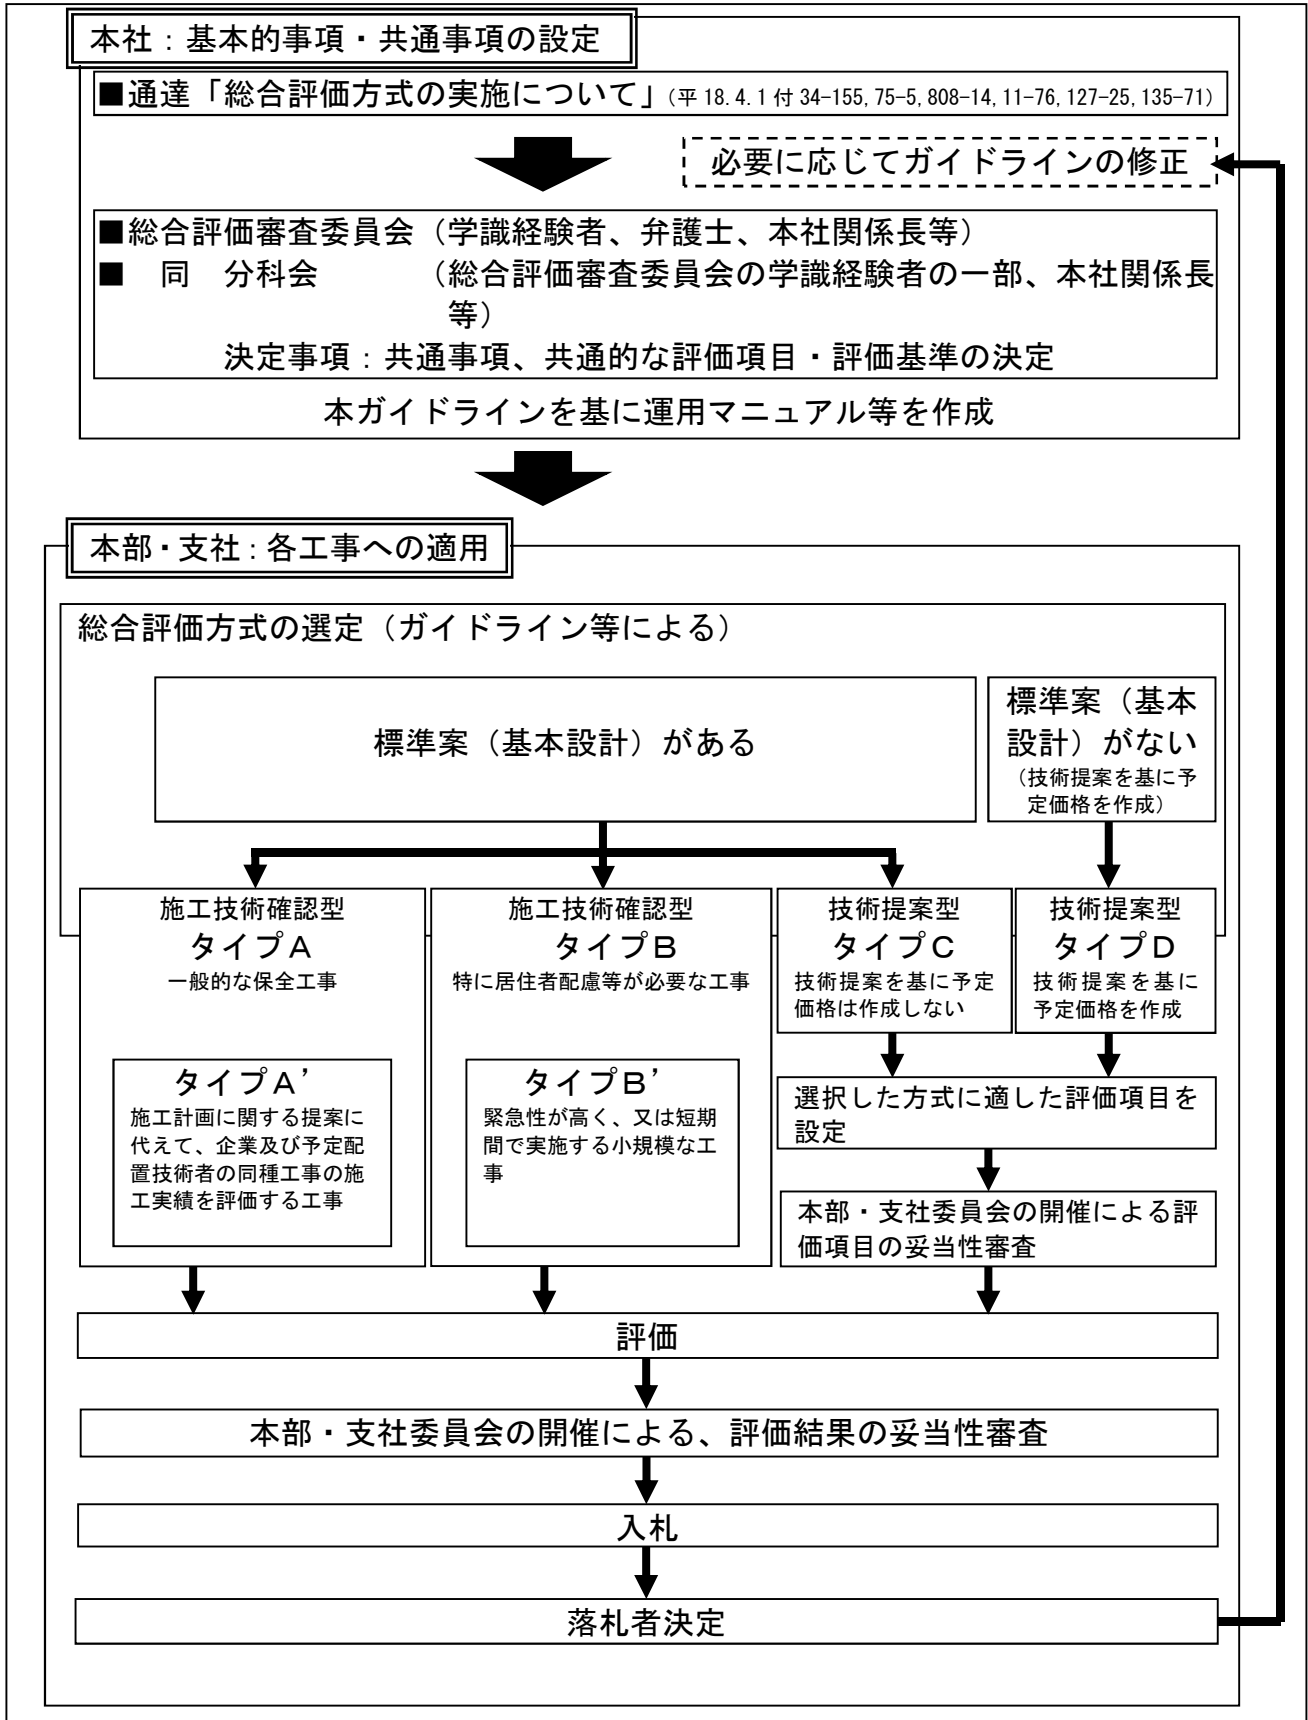 本社：基本的事項・共通事項の設定
■通達「総合評価方式の実施について」（平18.4.1付34-155,75-5,808-14,11-76,127-25,135-71）
必要に応じてガイドラインの修正
■総合評価審査委員会（学識経験者、弁護士、本社関係長等）
■　同　分科会　　　（総合評価審査委員会の学識経験者の一部、本社関係長
等）
決定事項：共通事項、共通的な評価項目・評価基準の決定
本ガイドラインを基に運用マニュアル等を作成
本部・支社：各工事への適用
総合評価方式の選定（ガイドライン等による）
標準案（基本設計）がある
標準案（基本
設計）がない
（技術提案を基に予
定価格を作成）
施工技術確認型
タイプＡ
一般的な保全工事
タイプＡ’
施工計画に関する提案に
代えて、企業及び予定配
置技術者の同種工事の施
工実績を評価する工事
施工技術確認型
タイプＢ
特に居住者配慮等が必要な工事
タイプＢ’
緊急性が高く、又は短期
間で実施する小規模な工
事
技術提案型
タイプＣ
技術提案を基に予定
価格は作成しない
技術提案型
タイプＤ
技術提案を基に
予定価格を作成
選択した方式に適した評価項目を
設定
本部・支社委員会の開催による評
価項目の妥当性審査
評価
本部・支社委員会の開催による、評価結果の妥当性審査
入札
落札者決定